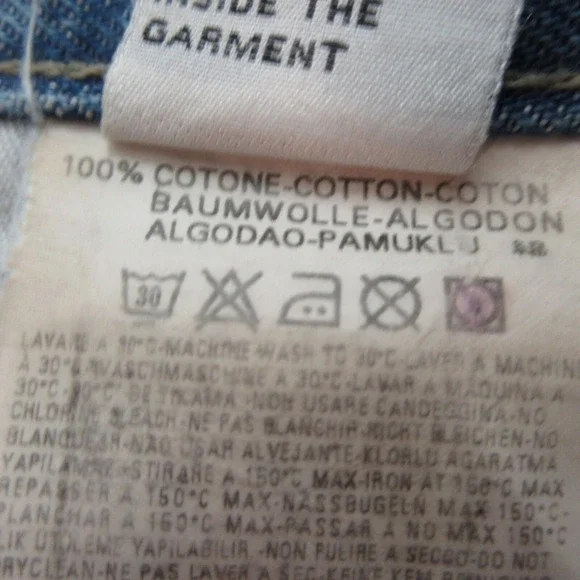 INSIDE THE
GARMENT
100% COTONE-COTTON-COTON
BAUMWOLLE-ALGODON
ALGODAO-PAMUKL
30
LAVARE A 30°C-MACHINE WASH TO 30°C-LAVER A MACHINE
A 30°C-WASCHMASCHINE A 30°C-LAVAR A MAQUINA A
30°C-30°C' DE YIKAMA-NON USARE CANDEGGINA-NO
CHLORINE BLEACH-NE PAS BLANCHIR-NICHT BLEICHEN-NO
BLANQUEAR-NAO USAR ALVEJANTE-KLORLU AGARATMA
YAPILAMAZ-STIRARE A 150°C MAX-IRON AT 150°C MAX
REPASSER A 150°C MAX-NASSBUGELN MAX 150°C-
PLANCHAR A 150°C MAX-PASSAR A NO MAX 150°C
LIK UTULEME YAPILABILIR.-NON PULIRE A SECCO-DO NOT
DRYCLEAN-NE PAS LAVER A SEC-KEINE